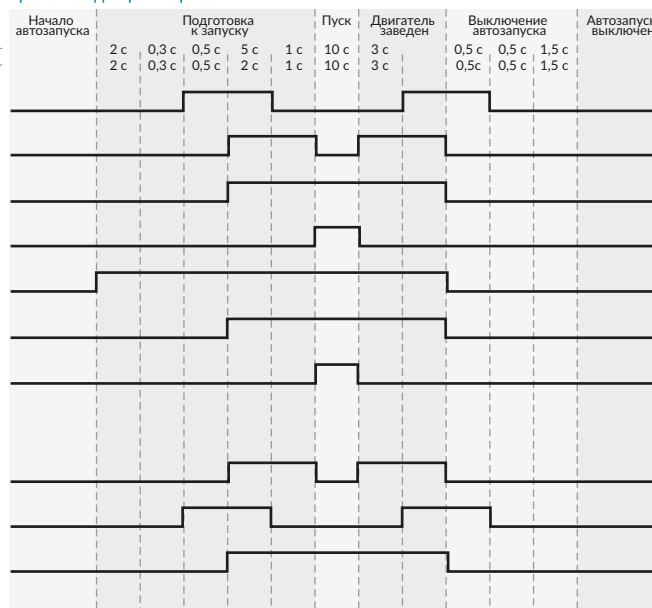 Начало автозапуска
Подготовка к запуску
Пуск
Двигатель заведен
Выключение автозапуска
2 с 0,3 с 0,5 с 5 с 1 с 10 с 3 с 0,5 с 0,5 с 1,5 с
2 с 0,3 с 0,5 с 2 с 1 с 10 с 3 с 0,5с 0,5 с 1,5 с